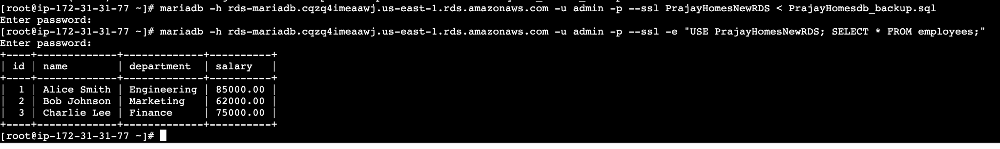 [root@ip-172-31-31-77 ~]# mariadb -h rds-mariadb.cqzq4imeaawj.us-east-1.rds.amazonaws.com -u admin -p --ssl PrajayHomesNewRDS < PrajayHomesdb_backup.sql
Enter password:
[root@ip-172-31-31-77 ~]# mariadb -h rds-mariadb.cqzq4imeaawj.us-east-1.rds.amazonaws.com -u admin -p --ssl -e "USE PrajayHomesNewRDS; SELECT * FROM employees;"
Enter password:
+----+-------------+-------------+----------+
| id | name        | department  | salary   |
+----+-------------+-------------+----------+
|  1 | Alice Smith | Engineering | 85000.00 |
|  2 | Bob Johnson | Marketing   | 62000.00 |
|  3 | Charlie Lee | Finance     | 75000.00 |
+----+-------------+-------------+----------+
[root@ip-172-31-31-77 ~]#